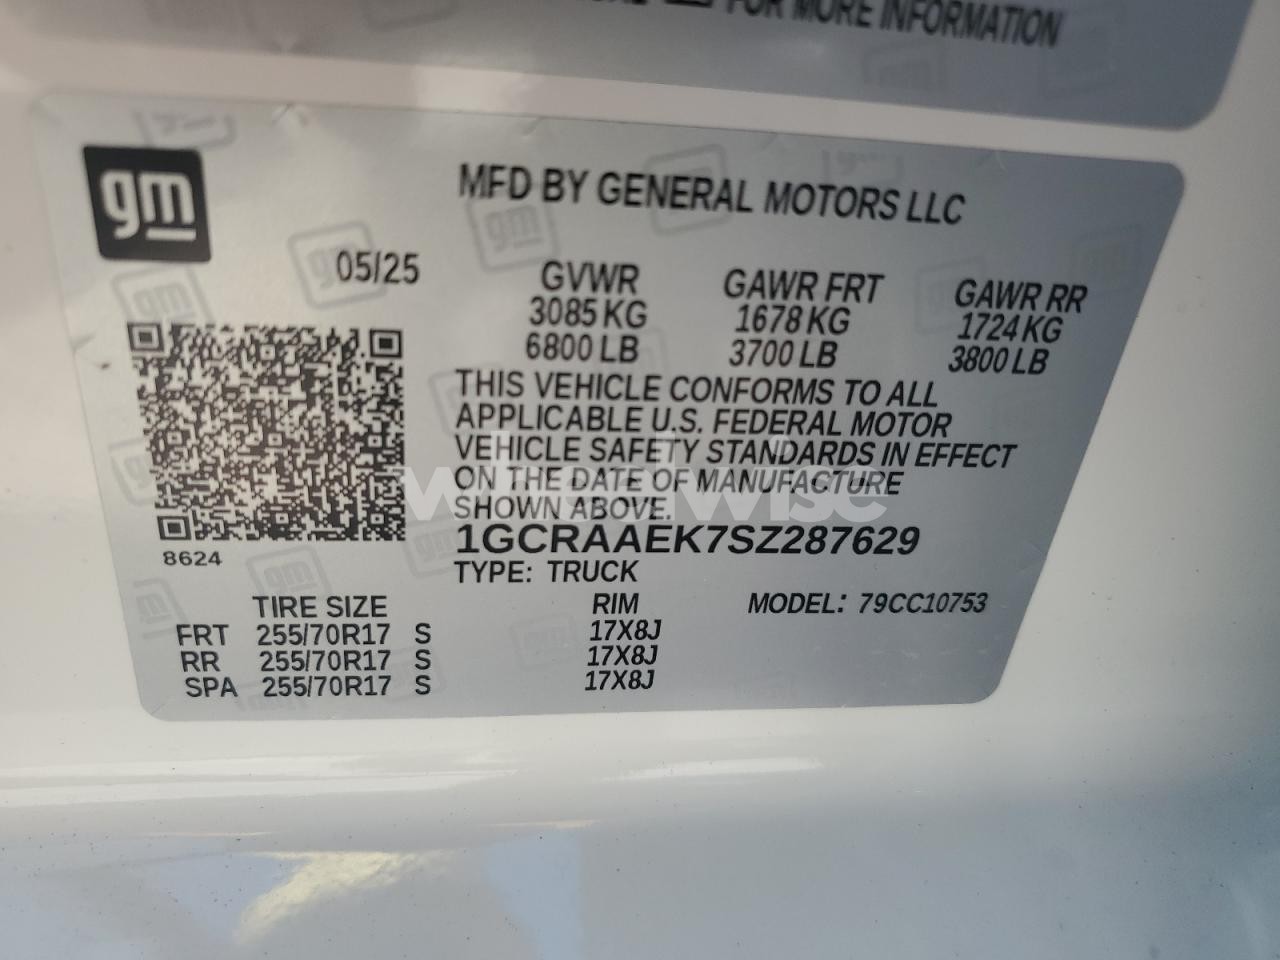 FOR MORE INFORMATION
gm
MFD BY GENERAL MOTORS LLC
05/25
GVWR GAWR FRT GAWR RR
3085 KG 1678 KG 1724 KG
6800 LB 3700 LB 3800 LB
THIS VEHICLE CONFORMS TO ALL
APPLICABLE U.S. FEDERAL MOTOR
VEHICLE SAFETY STANDARDS IN EFFECT
ON THE DATE OF MANUFACTURE
SHOWN ABOVE.
wheelwise
1GCRAAEK7SZ287629
8624
TYPE: TRUCK
TIRE SIZE RIM MODEL: 79CC10753
FRT 255/70R17 S 17X8J
RR 255/70R17 S 17X8J
SPA 255/70R17 S 17X8J